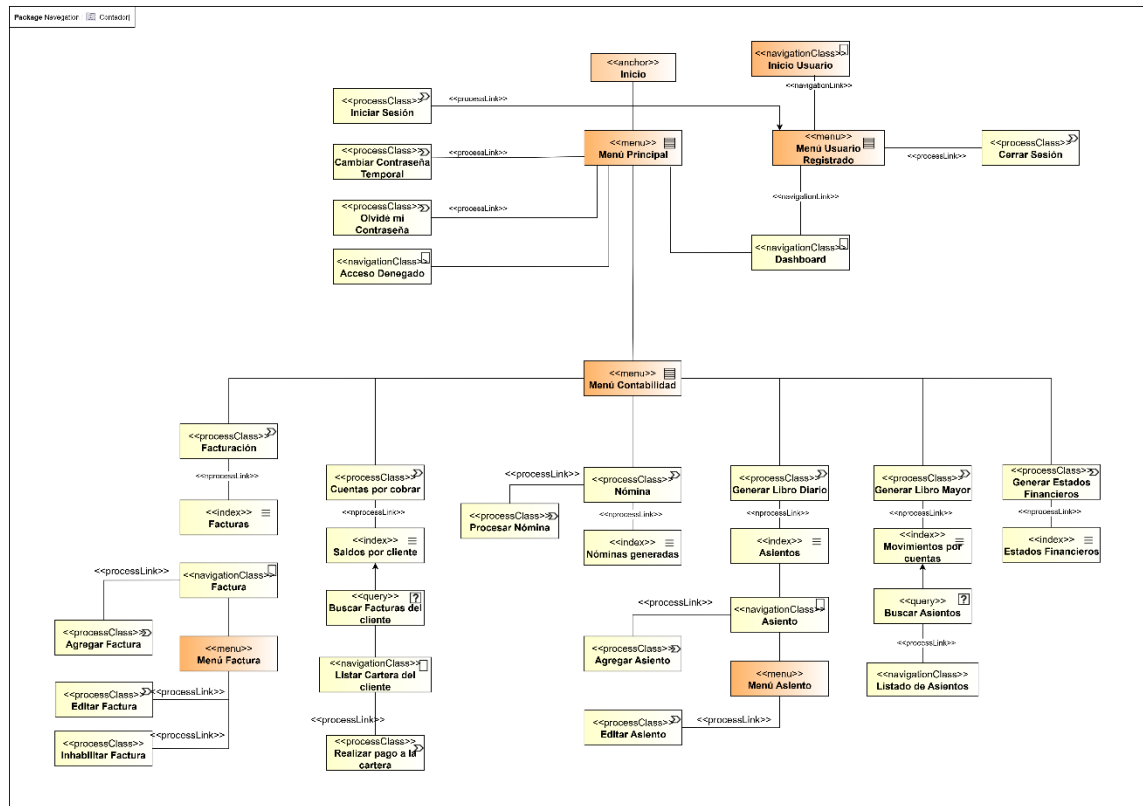 Package Navegation Contador
<<anchor>>
Inicio
<<navigationClass>>
Inicio Usuario
<<navigationLink>>
<<processClass>>
Iniciar Sesión
<<processLink>>
<<processClass>>
Cambiar Contraseña
Temporal
<<processLink>>
<<menu>>
Menú Principal
<<menu>>
Menú Usuario
Registrado
<<processLink>>
<<processClass>>
Cerrar Sesión
<<processClass>>
Olvidé mi
Contraseña
<<processLink>>
<<navigationLink>>
<<navigationClass>>
Acceso Denegado
<<navigationClass>>
Dashboard
<<menu>>
Menú Contabilidad
<<processClass>>
Facturación
<<nprocessLink>>
<<index>>
Facturas
<<processLink>>
<<navigationClass>>
Factura
<<processClass>>
Agregar Factura
<<menu>>
Menú Factura
<<processClass>>
Editar Factura
<<processLink>>
<<processClass>>
Inhabilitar Factura
<<processLink>>
<<processClass>>
Cuentas por cobrar
<<nprocessLink>>
<<index>>
Saldos por cliente
<<query>>
Buscar Facturas del
cliente
<<navigationClass>>
Listar Cartera del
cliente
<<processLink>>
<<processClass>>
Realizar pago a la
cartera
<<processLink>>
<<processClass>>
Nómina
<<processClass>>
Procesar Nómina
<<nprocessLink>>
<<index>>
Nóminas generadas
<<processClass>>
Generar Libro Diario
<<nprocessLink>>
<<index>>
Asientos
<<processLink>>
<<navigationClass>>
Asiento
<<processClass>>
Agregar Asiento
<<menu>>
Menú Asiento
<<processClass>>
Editar Asiento
<<processLink>>
<<processClass>>
Generar Libro Mayor
<<nprocessLink>>
<<index>>
Movimientos por
cuentas
<<query>>
Buscar Asientos
<<processLink>>
<<navigationClass>>
Listado de Asientos
<<processClass>>
Generar Estados
Financieros
<<nprocessLink>>
<<index>>
Estados Financieros